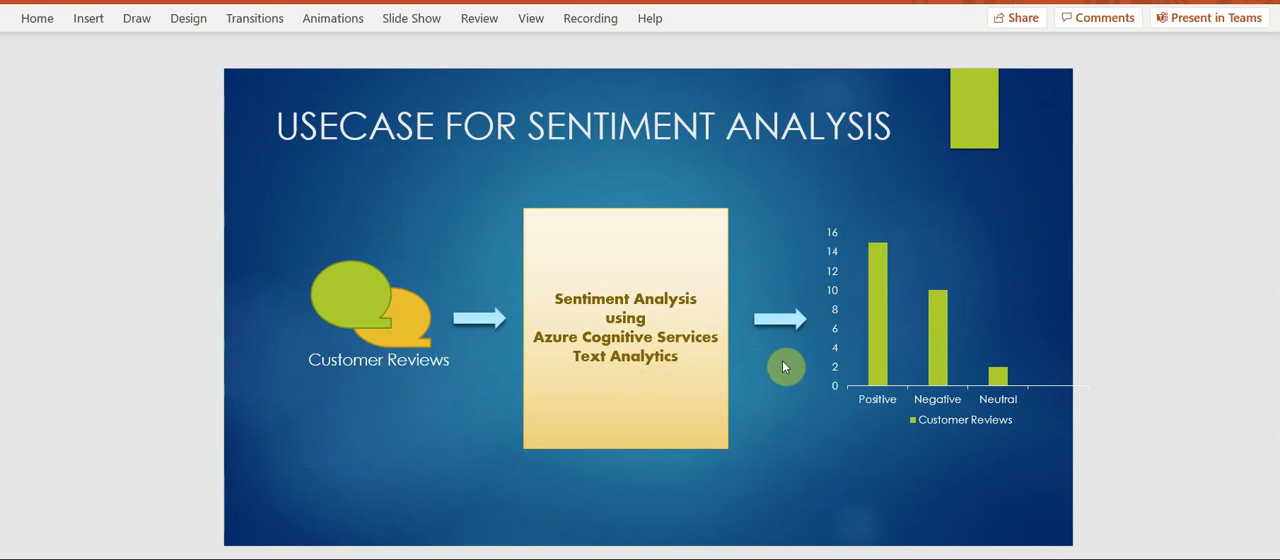 Home Insert Draw Design Transitions Animations Slide Show Review View Recording Help Share Comments Present in Teams
USECASE FOR SENTIMENT ANALYSIS
Customer Reviews
Sentiment Analysis
using
Azure Cognitive Services
Text Analytics
16
14
12
10
8
6
4
2
0
Positive Negative Neutral
Customer Reviews